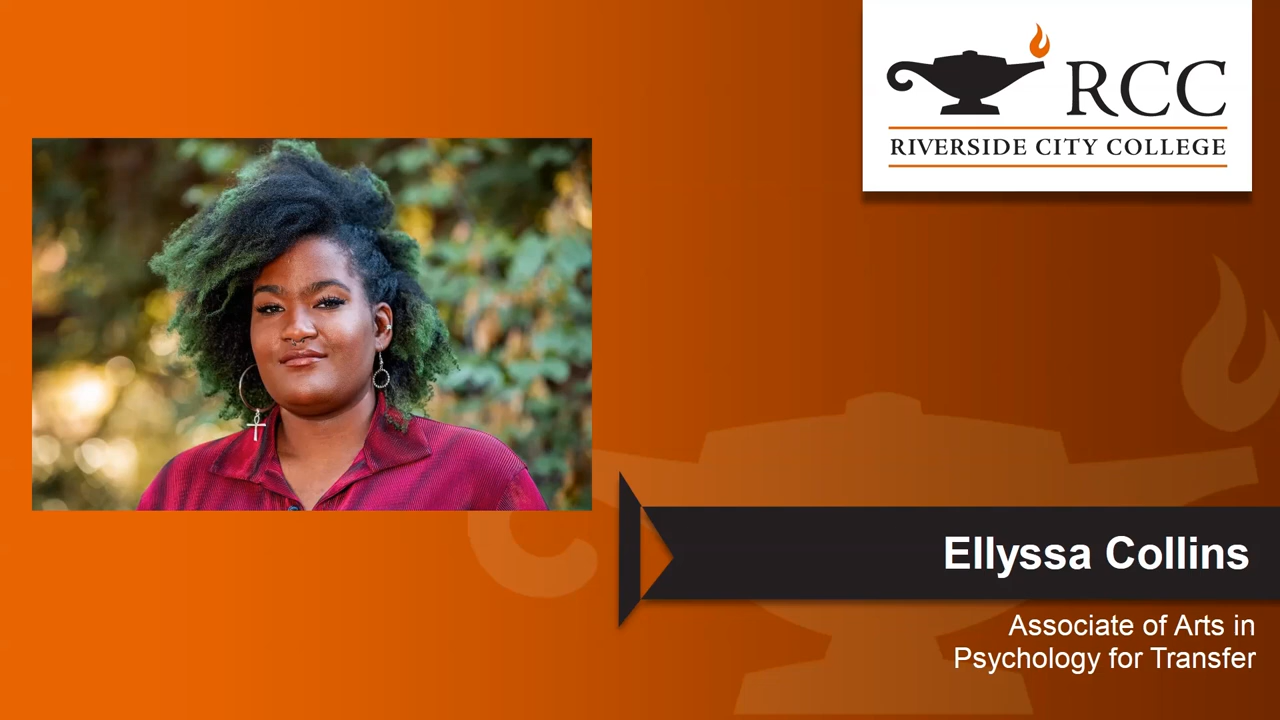 RCC
RIVERSIDE CITY COLLEGE
Ellyssa Collins
Associate of Arts in
Psychology for Transfer